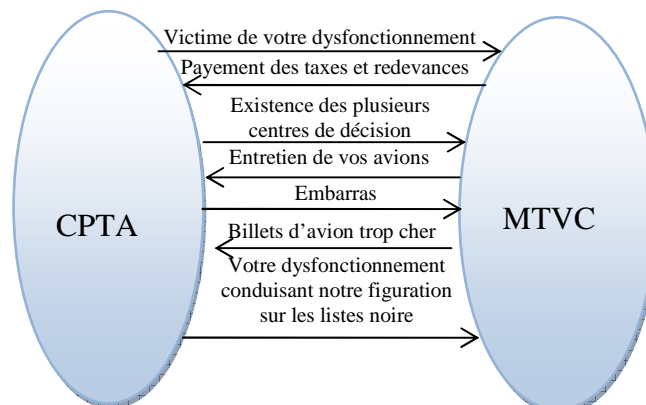 Victime de votre dysfonctionnement
Payement des taxes et redevances
Existence des plusieurs
centres de décision
Entretien de vos avions
Embarras
CPTA
MTVC
Billets d’avion trop cher
Votre dysfonctionnement
conduisant notre figuration
sur les listes noire